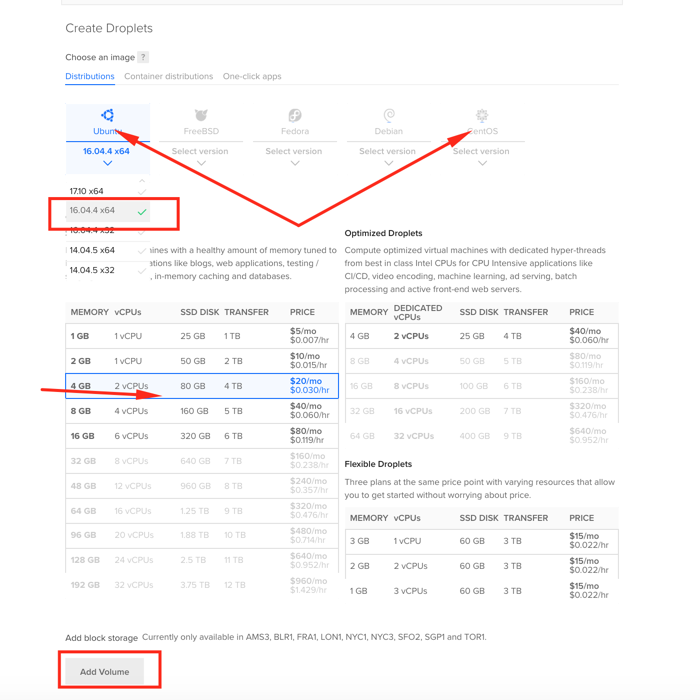 Create Droplets
Choose an image ?
Distributions Container distributions One-click apps
Ubuntu FreeBSD Fedora Debian CentOS
16.04.4 x64 Select version Select version Select version Select version
17.10 x64
16.04.4 x64
16.04.4 x32
14.04.5 x64
14.04.5 x32
ines with a healthy amount of memory tuned to
ations like blogs, web applications, testing /
, in-memory caching and databases.
MEMORY vCPUs SSD DISK TRANSFER PRICE
1 GB 1 vCPU 25 GB 1 TB $5/mo
$0.007/hr
2 GB 1 vCPU 50 GB 2 TB $10/mo
$0.015/hr
4 GB 2 vCPUs 80 GB 4 TB $20/mo
$0.030/hr
8 GB 4 vCPUs 160 GB 5 TB $40/mo
$0.060/hr
16 GB 6 vCPUs 320 GB 6 TB $80/mo
$0.119/hr
32 GB 8 vCPUs 640 GB 7 TB $160/mo
$0.238/hr
48 GB 12 vCPUs 960 GB 8 TB $240/mo
$0.357/hr
64 GB 16 vCPUs 1.25 TB 9 TB $320/mo
$0.476/hr
96 GB 20 vCPUs 1.88 TB 10 TB $480/mo
$0.714/hr
128 GB 24 vCPUs 2.5 TB 11 TB $640/mo
$0.952/hr
192 GB 32 vCPUs 3.75 TB 12 TB $960/mo
$1.429/hr
Optimized Droplets
Compute optimized virtual machines with dedicated hyper-threads
from best in class Intel CPUs for CPU Intensive applications like
CI/CD, video encoding, machine learning, ad serving, batch
processing and active front-end web servers.
MEMORY DEDICATED vCPUs SSD DISK TRANSFER PRICE
4 GB 2 vCPUs 25 GB 4 TB $40/mo
$0.060/hr
8 GB 4 vCPUs 50 GB 5 TB $80/mo
$0.119/hr
16 GB 8 vCPUs 100 GB 6 TB $160/mo
$0.238/hr
32 GB 16 vCPUs 200 GB 7 TB $320/mo
$0.476/hr
64 GB 32 vCPUs 400 GB 9 TB $640/mo
$0.952/hr
Flexible Droplets
Three plans at the same price point with varying resources that allow
you to get started without worrying about price.
MEMORY vCPUs SSD DISK TRANSFER PRICE
3 GB 1 vCPU 60 GB 3 TB $15/mo
$0.022/hr
2 GB 2 vCPUs 60 GB 3 TB $15/mo
$0.022/hr
1 GB 3 vCPUs 60 GB 3 TB $15/mo
$0.022/hr
Add block storage Currently only available in AMS3, BLR1, FRA1, LON1, NYC1, NYC3, SFO2, SGP1 and TOR1.
Add Volume